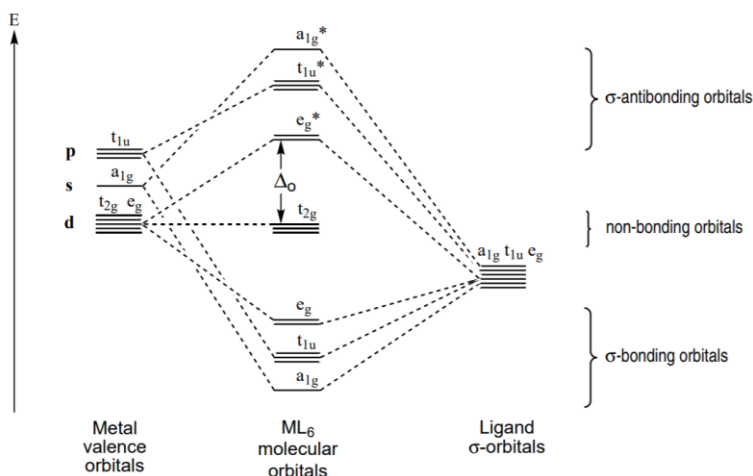 E
a₁g*
t₁u*
σ-antibonding orbitals
eg*
p t₁u
s a₁g
Δo
t₂g eg
d
t₂g
non-bonding orbitals
a₁g t₁u eg
eg
t₁u
σ-bonding orbitals
a₁g
Metal
valence
orbitals
ML₆
molecular
orbitals
Ligand
σ-orbitals